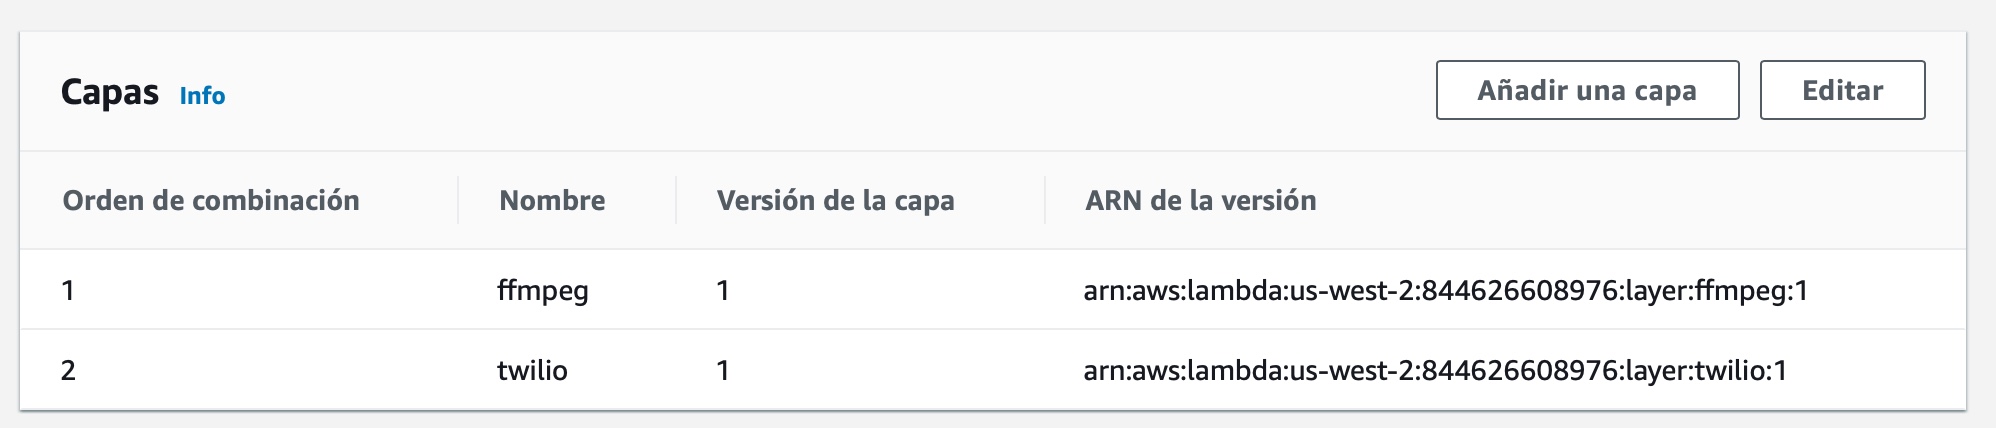 Capas Info Añadir una capa Editar
Orden de combinación Nombre Versión de la capa ARN de la versión
1 ffmpeg 1 arn:aws:lambda:us-west-2:844626608976:layer:ffmpeg:1
2 twilio 1 arn:aws:lambda:us-west-2:844626608976:layer:twilio:1